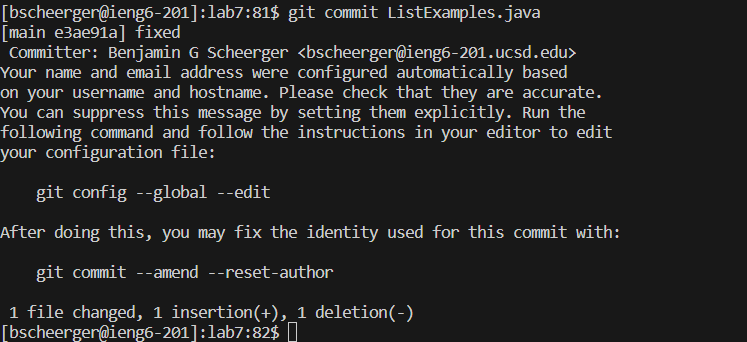 [bscheerger@ieng6-201]:lab7:81$ git commit ListExamples.java
[main e3ae91a] fixed
 Committer: Benjamin G Scheerger <bscheerger@ieng6-201.ucsd.edu>
Your name and email address were configured automatically based
on your username and hostname. Please check that they are accurate.
You can suppress this message by setting them explicitly. Run the
following command and follow the instructions in your editor to edit
your configuration file:

    git config --global --edit

After doing this, you may fix the identity used for this commit with:

    git commit --amend --reset-author

 1 file changed, 1 insertion(+), 1 deletion(-)
[bscheerger@ieng6-201]:lab7:82$